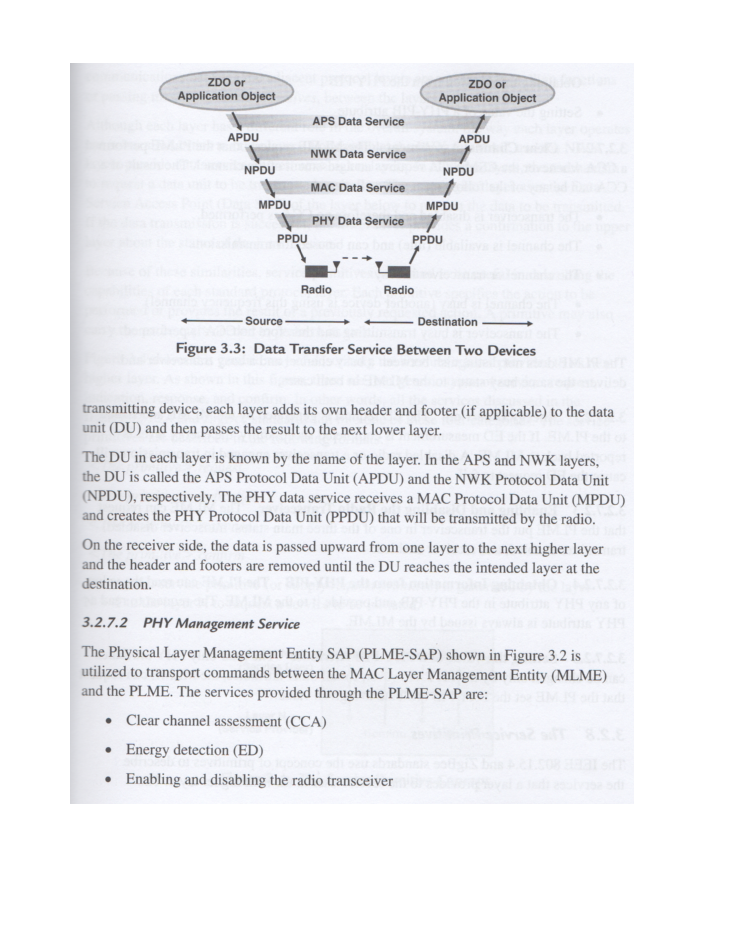 ZDO or Application Object
ZDO or Application Object
APS Data Service
APDU
APDU
NWK Data Service
NPDU
NPDU
MAC Data Service
MPDU
MPDU
PHY Data Service
PPDU
PPDU
Radio
Radio
Source
Destination
Figure 3.3: Data Transfer Service Between Two Devices
transmitting device, each layer adds its own header and footer (if applicable) to the data
unit (DU) and then passes the result to the next lower layer.
The DU in each layer is known by the name of the layer. In the APS and NWK layers,
the DU is called the APS Protocol Data Unit (APDU) and the NWK Protocol Data Unit
(NPDU), respectively. The PHY data service receives a MAC Protocol Data Unit (MPDU)
and creates the PHY Protocol Data Unit (PPDU) that will be transmitted by the radio.
On the receiver side, the data is passed upward from one layer to the next higher layer
and the header and footers are removed until the DU reaches the intended layer at the
destination.
3.2.7.2 PHY Management Service
The Physical Layer Management Entity SAP (PLME-SAP) shown in Figure 3.2 is
utilized to transport commands between the MAC Layer Management Entity (MLME)
and the PLME. The services provided through the PLME-SAP are:
• Clear channel assessment (CCA)
• Energy detection (ED)
• Enabling and disabling the radio transceiver